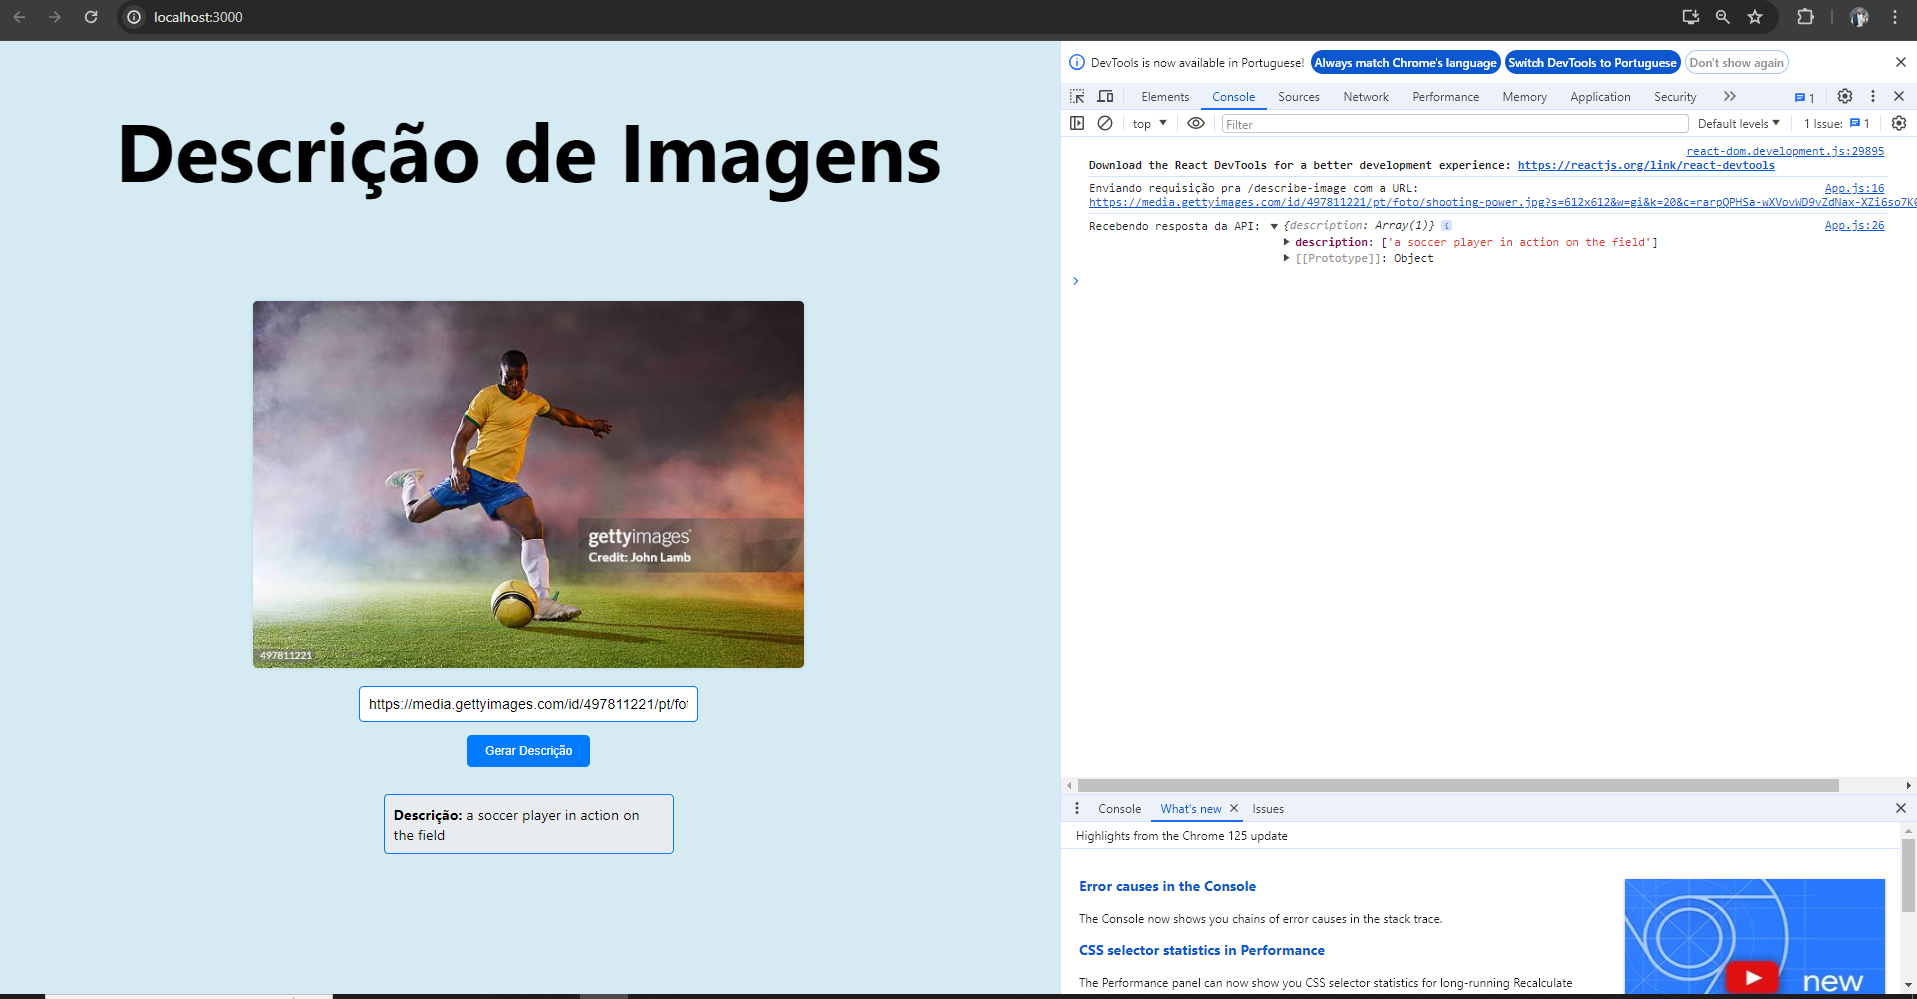 localhost:3000
Descrição de Imagens
gettyimages®
Credit: John Lamb
497811221
https://media.gettyimages.com/id/497811221/pt/fot
Gerar Descrição
Descrição: a soccer player in action on
the field
DevTools is now available in Portuguese! Always match Chrome's language Switch DevTools to Portuguese Don't show again
Elements Console Sources Network Performance Memory Application Security 1
top Filter Default levels 1 Issue: 1
react-dom.development.js:29895
Download the React DevTools for a better development experience: https://reactjs.org/link/react-devtools
Enviando requisição pra /describe-image com a URL: App.js:16
https://media.gettyimages.com/id/497811221/pt/foto/shooting-power.jpg?s=612x612&w=gi&k=20&c=rarpQPHSa-wXVovWD9vZdNax-XZi6so7K0
Recebendo resposta da API: {description: Array(1)} App.js:26
description: ['a soccer player in action on the field']
[[Prototype]]: Object
Console What's new Issues
Highlights from the Chrome 125 update
Error causes in the Console
The Console now shows you chains of error causes in the stack trace.
CSS selector statistics in Performance
The Performance panel can now show you CSS selector statistics for long-running Recalculate
new